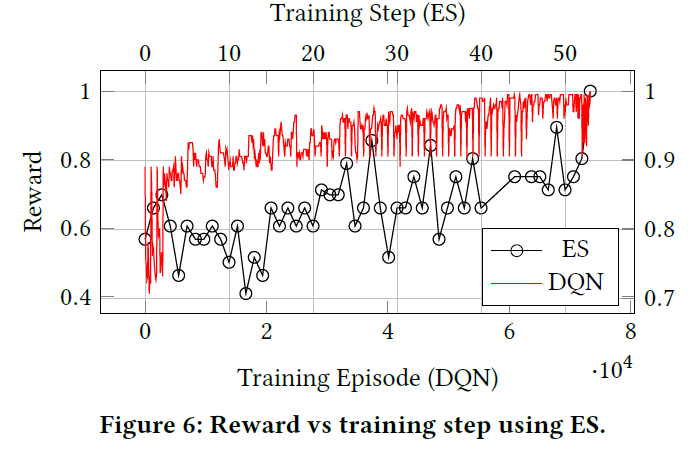 Training Step (ES)
0 10 20 30 40 50
1 1
0.8 0.9
0.6 0.8
0.4 0.7
Reward
ES
DQN
0 2 4 6 8
·10⁴
Training Episode (DQN)
Figure 6: Reward vs training step using ES.